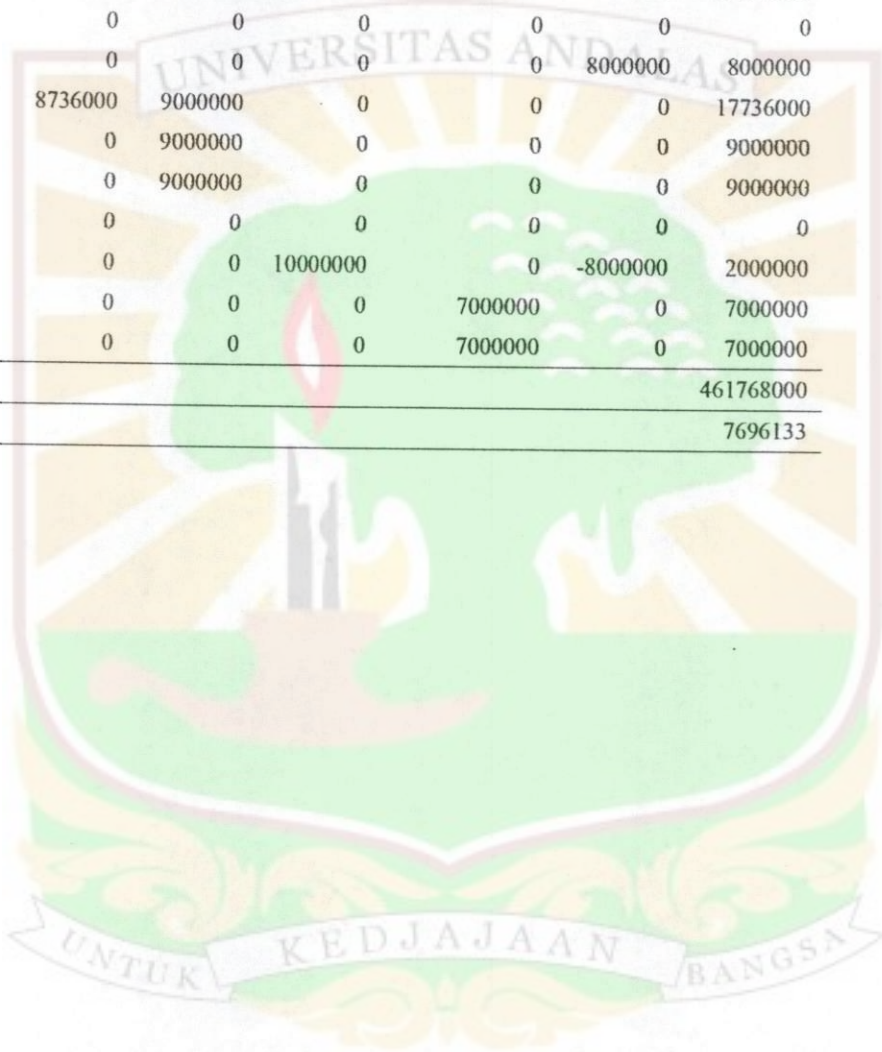 0 0 0 0 0 0
UNIVERSITAS ANDALAS
0 0 0 0 8000000 8000000
8736000 9000000 0 0 0 17736000
0 9000000 0 0 0 9000000
0 9000000 0 0 0 9000000
0 0 0 0 0 0
0 0 10000000 0 -8000000 2000000
0 0 0 7000000 0 7000000
0 0 0 7000000 0 7000000
461768000
7696133
UNTUK KEDJAJAAN BANGSA